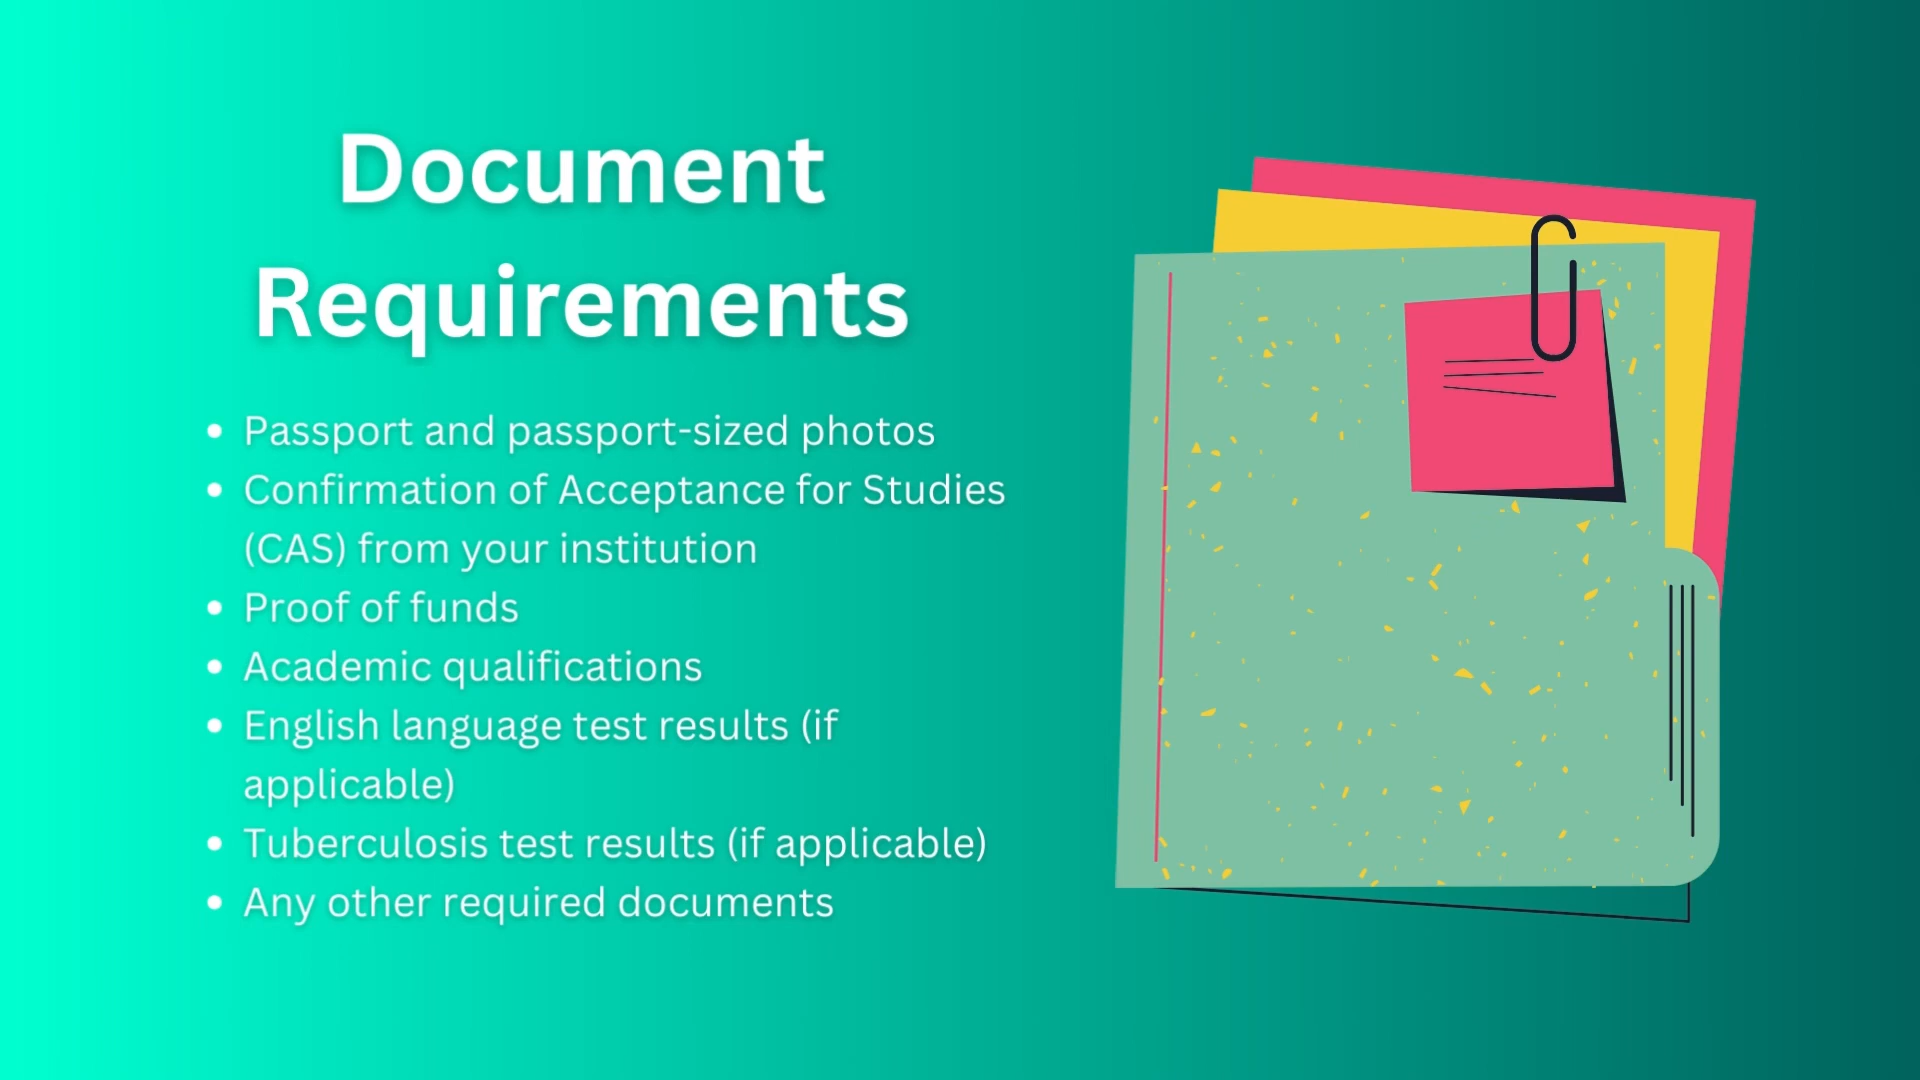 Document
Requirements
• Passport and passport-sized photos
• Confirmation of Acceptance for Studies
(CAS) from your institution
• Proof of funds
• Academic qualifications
• English language test results (if
applicable)
• Tuberculosis test results (if applicable)
• Any other required documents